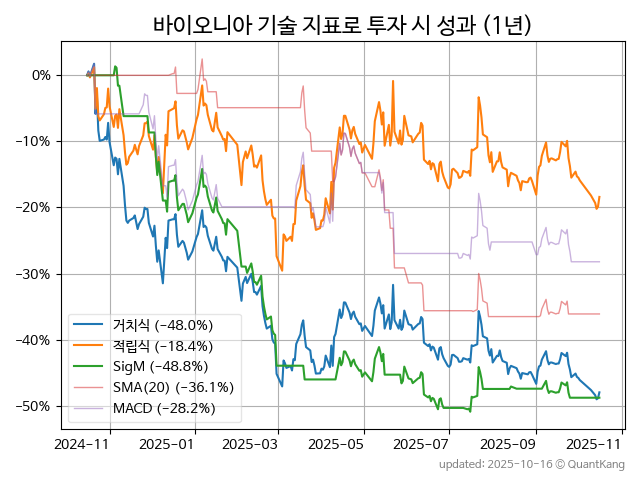 바이오니아 기술 지표로 투자 시 성과 (1년)
0%
−10%
−20%
−30%
−40%
−50%
거치식 (−48.0%)
적립식 (−18.4%)
SigM (−48.8%)
SMA(20) (−36.1%)
MACD (−28.2%)
2024−11 2025−01 2025−03 2025−05 2025−07 2025−09 2025−11
updated: 2025-10-16 © QuantKang